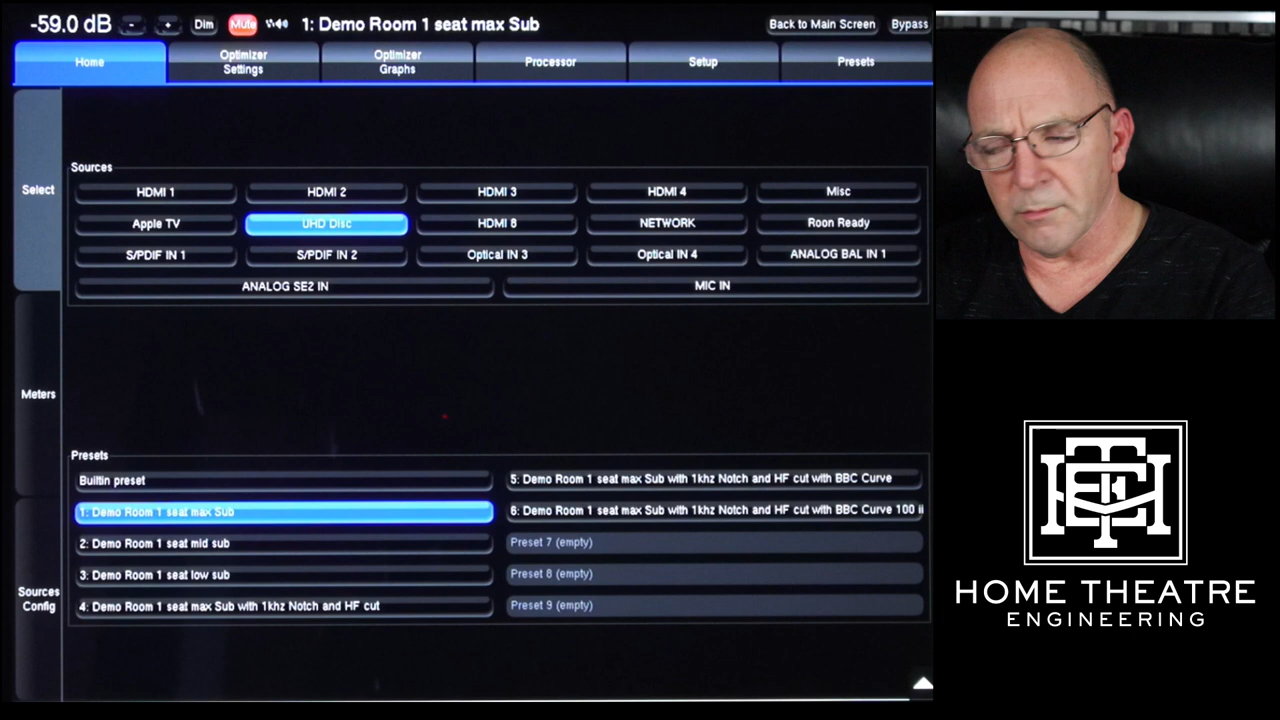 -59.0 dB - + Dim Mute 1: Demo Room 1 seat max Sub Back to Main Screen Bypass
Home Optimizer Settings Optimizer Graphs Processor Setup Presets
Select
Meters
Sources Config
Sources
HDMI 1 HDMI 2 HDMI 3 HDMI 4 Misc
Apple TV UHD Disc HDMI 8 NETWORK Roon Ready
S/PDIF IN 1 S/PDIF IN 2 Optical IN 3 Optical IN 4 ANALOG BAL IN 1
ANALOG SE2 IN MIC IN
Presets
Builtin preset
1: Demo Room 1 seat max Sub
2: Demo Room 1 seat mid sub
3: Demo Room 1 seat low sub
4: Demo Room 1 seat max Sub with 1khz Notch and HF cut
5: Demo Room 1 seat max Sub with 1khz Notch and HF cut with BBC Curve
6: Demo Room 1 seat max Sub with 1khz Notch and HF cut with BBC Curve 100
Preset 7 (empty)
Preset 8 (empty)
Preset 9 (empty)
HTE
HOME THEATRE
ENGINEERING